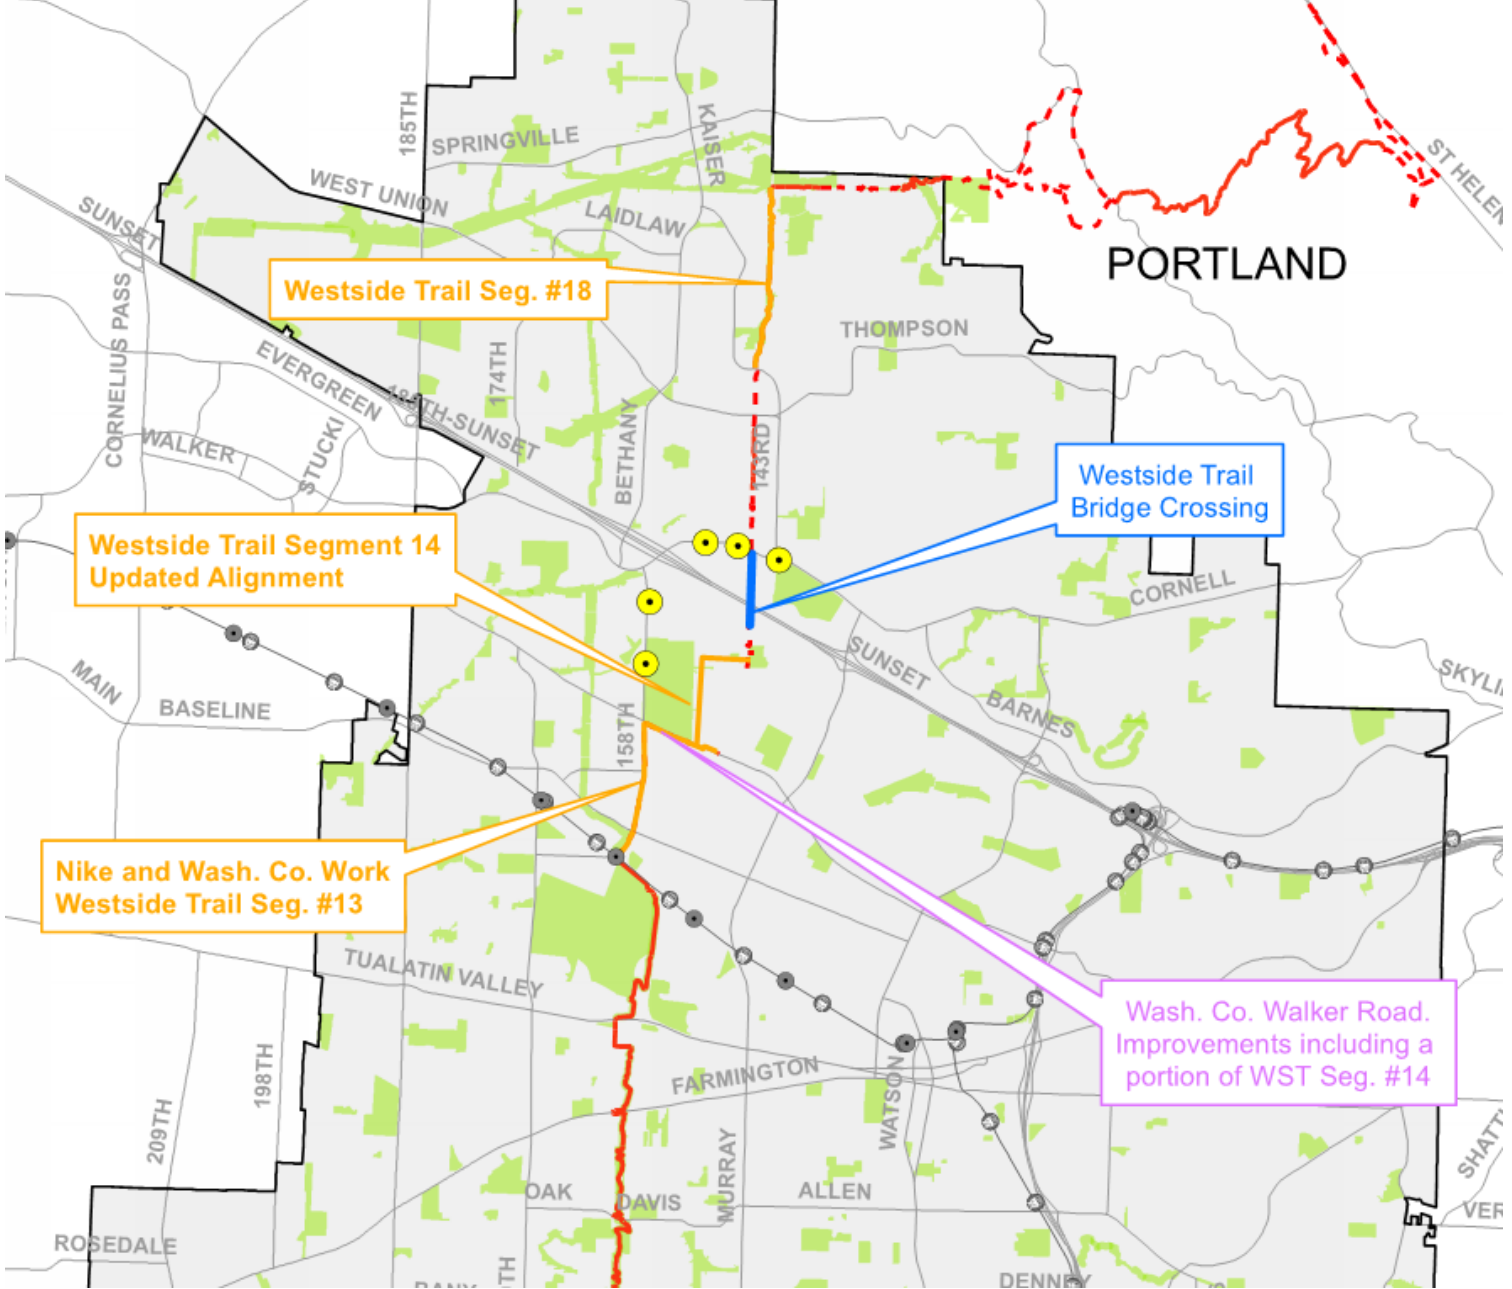 KAISER
185TH
SPRINGVILLE
ST HELEN
WEST UNION
LAIDLAW
SUNSET
PORTLAND
Westside Trail Seg. #18
CORNELIUS PASS
THOMPSON
EVERGREEN
174TH
185TH-SUNSET
BETHANY
143RD
WALKER
STUCKI
Westside Trail
Bridge Crossing
Westside Trail Segment 14
Updated Alignment
CORNELL
SUNSET
MAIN
BASELINE
SKYLI
BARNES
158TH
Nike and Wash. Co. Work
Westside Trail Seg. #13
TUALATIN VALLEY
Wash. Co. Walker Road.
Improvements including a
portion of WST Seg. #14
198TH
FARMINGTON
WATSON
209TH
MURRAY
SHATT
OAK
DAVIS
ALLEN
VER
ROSEDALE
TH
DENNEY